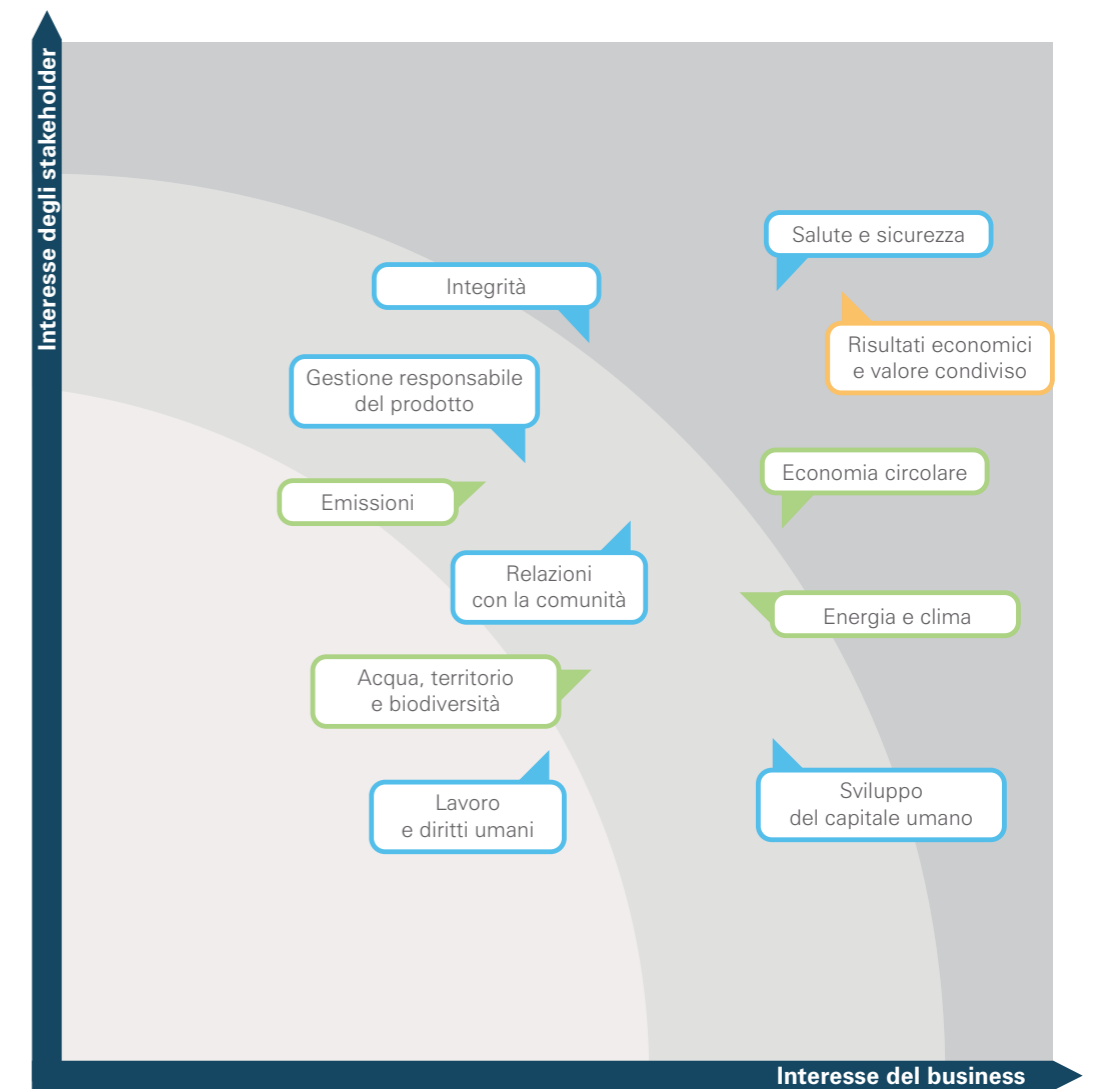 Interesse degli stakeholder
Salute e sicurezza
Integrità
Risultati economici
e valore condiviso
Gestione responsabile
del prodotto
Economia circolare
Emissioni
Relazioni
con la comunità
Energia e clima
Acqua, territorio
e biodiversità
Lavoro
e diritti umani
Sviluppo
del capitale umano
Interesse del business